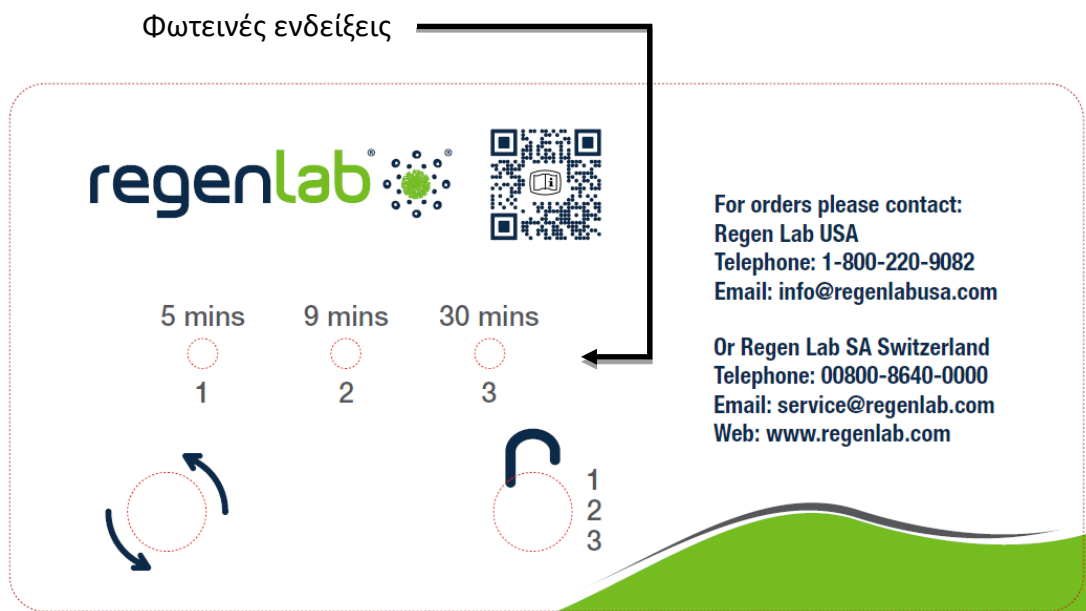 Φωτεινές ενδείξεις
regenlab® ®
For orders please contact:
Regen Lab USA
Telephone: 1-800-220-9082
Email: info@regenlabusa.com
Or Regen Lab SA Switzerland
Telephone: 00800-8640-0000
Email: service@regenlab.com
Web: www.regenlab.com
5 mins 9 mins 30 mins
1 2 3
1
2
3